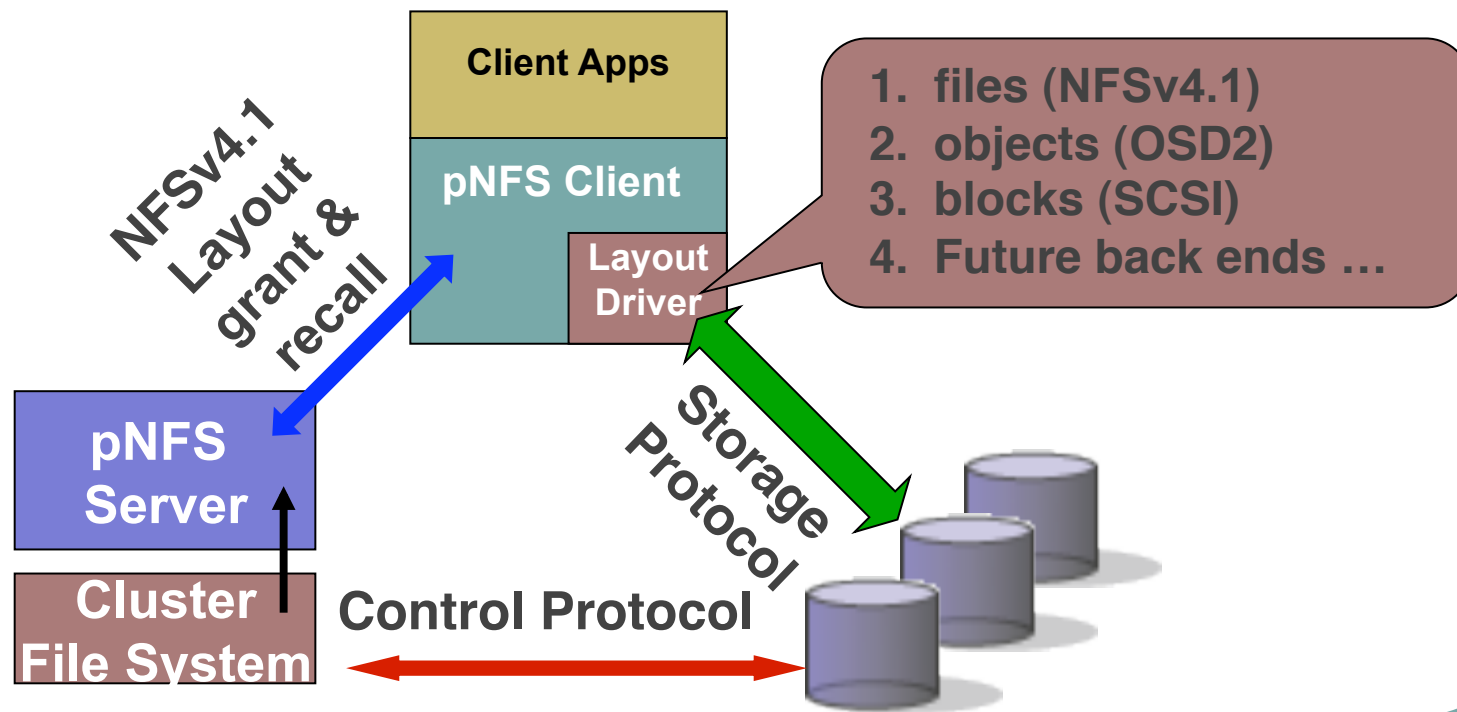 Client Apps
pNFS Client
Layout
Driver
1. files (NFSv4.1)
2. objects (OSD2)
3. blocks (SCSI)
4. Future back ends …
NFSv4.1
Layout
grant &
recall
pNFS
Server
Cluster
File System
Storage
Protocol
Control Protocol